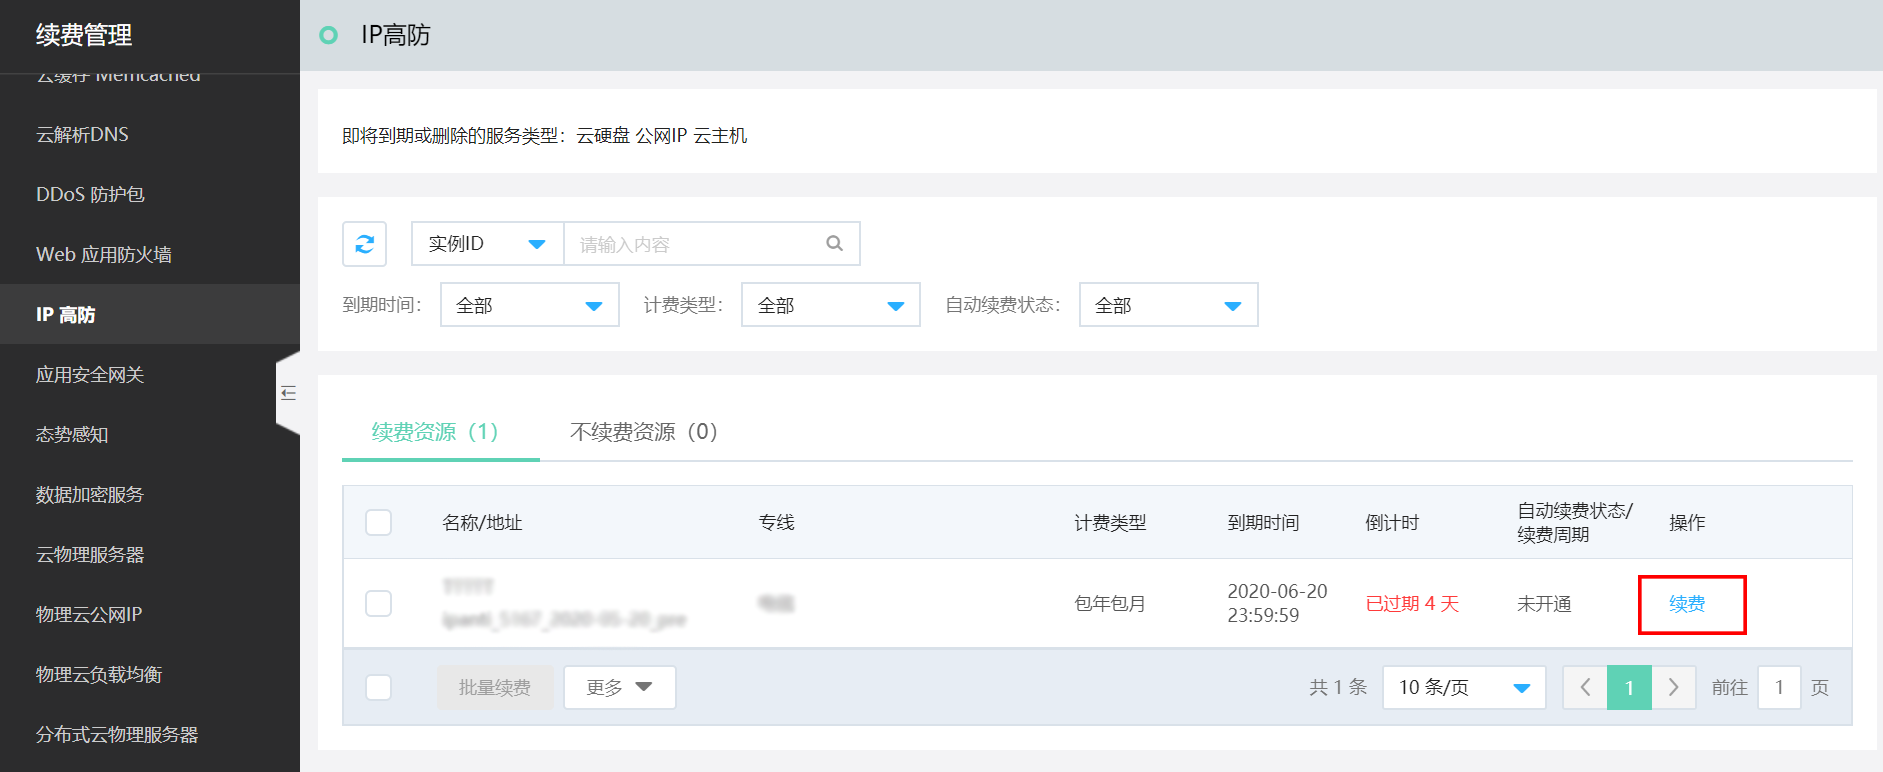 续费管理
云缓存 Memcached
云解析DNS
DDoS 防护包
Web 应用防火墙
IP 高防
应用安全网关
态势感知
数据加密服务
云物理服务器
物理云公网IP
物理云负载均衡
分布式云物理服务器
IP高防
即将到期或删除的服务类型：云硬盘 公网IP 云主机
实例ID 请输入内容
到期时间： 全部 计费类型： 全部 自动续费状态： 全部
续费资源（1） 不续费资源（0）
名称/地址 专线 计费类型 到期时间 倒计时 自动续费状态/ 操作
续费周期
2020-06-20
包年包月 已过期 4 天 未开通 续费
23:59:59
批量续费 更多 共 1 条 10 条/页 1 前往 1 页